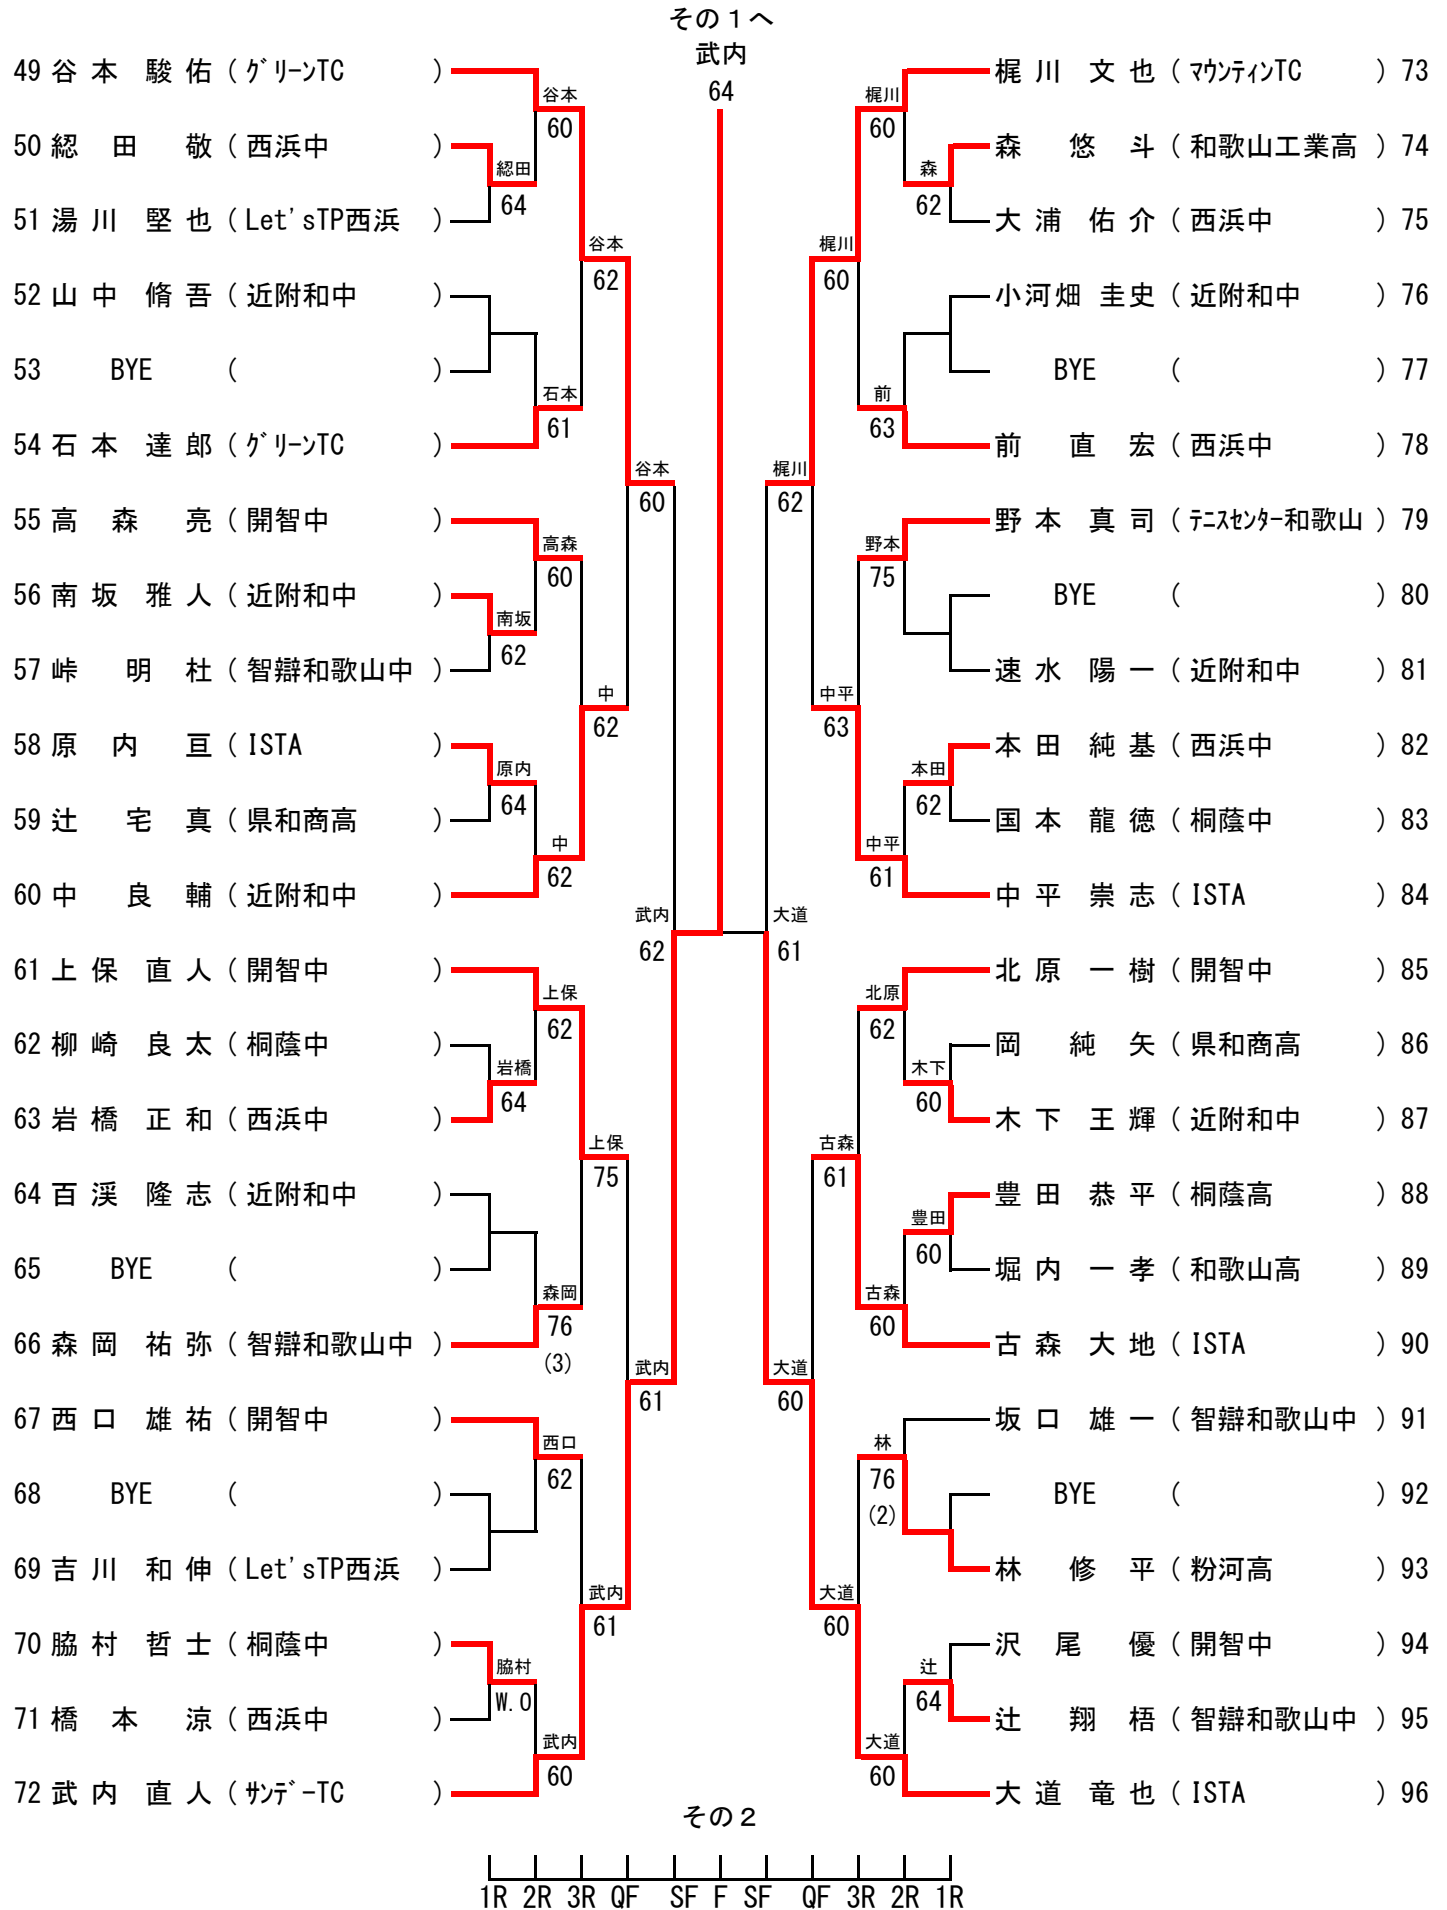 その１へ
武内
64
49 谷本 駿佑 (グリーンTC)
50 総田 敬 (西浜中)
51 湯川 堅也 (Let'sTP西浜)
52 山中 脩吾 (近附和中)
53 BYE ( )
54 石本 達郎 (グリーンTC)
55 高森 亮 (開智中)
56 南坂 雅人 (近附和中)
57 峠 明杜 (智辯和歌山中)
58 原内 亘 (ISTA)
59 辻 宅真 (県和商高)
60 中 良輔 (近附和中)
61 上保 直人 (開智中)
62 柳崎 良太 (桐蔭中)
63 岩橋 正和 (西浜中)
64 百渓 隆志 (近附和中)
65 BYE ( )
66 森岡 祐弥 (智辯和歌山中)
67 西口 雄祐 (開智中)
68 BYE ( )
69 吉川 和伸 (Let'sTP西浜)
70 脇村 哲士 (桐蔭中)
71 橋本 涼 (西浜中)
72 武内 直人 (サンデーTC)
総田
64
南坂
62
原内
64
岩橋
64
脇村
W.O
谷本
60
石本
61
高森
60
中
62
上保
62
森岡
76
(3)
西口
62
武内
60
谷本
62
中
62
上保
75
武内
61
谷本
60
武内
61
武内
62
大道
61
梶川
62
大道
60
梶川
60
中平
63
古森
61
大道
60
梶川
60
前
63
野本
75
中平
61
北原
62
古森
60
林
76
(2)
大道
60
森
62
本田
62
木下
60
豊田
60
辻
64
梶川 文也 (マウンティンTC) 73
森 悠斗 (和歌山工業高) 74
大浦 佑介 (西浜中) 75
小河畑 圭史 (近附和中) 76
BYE ( ) 77
前 直宏 (西浜中) 78
野本 真司 (テニスセンター和歌山) 79
BYE ( ) 80
速水 陽一 (近附和中) 81
本田 純基 (西浜中) 82
国本 龍徳 (桐蔭中) 83
中平 崇志 (ISTA) 84
北原 一樹 (開智中) 85
岡 純矢 (県和商高) 86
木下 王輝 (近附和中) 87
豊田 恭平 (桐蔭高) 88
堀内 一孝 (和歌山高) 89
古森 大地 (ISTA) 90
坂口 雄一 (智辯和歌山中) 91
BYE ( ) 92
林 修平 (粉河高) 93
沢尾 優 (開智中) 94
辻 翔梧 (智辯和歌山中) 95
大道 竜也 (ISTA) 96
その２
1R 2R 3R QF SF F SF QF 3R 2R 1R